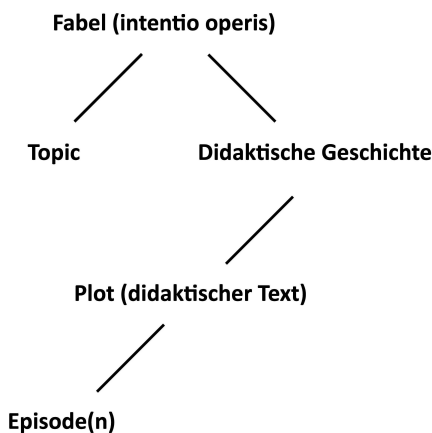 Fabel (intentio operis)
Topic
Didaktische Geschichte
Plot (didaktischer Text)
Episode(n)